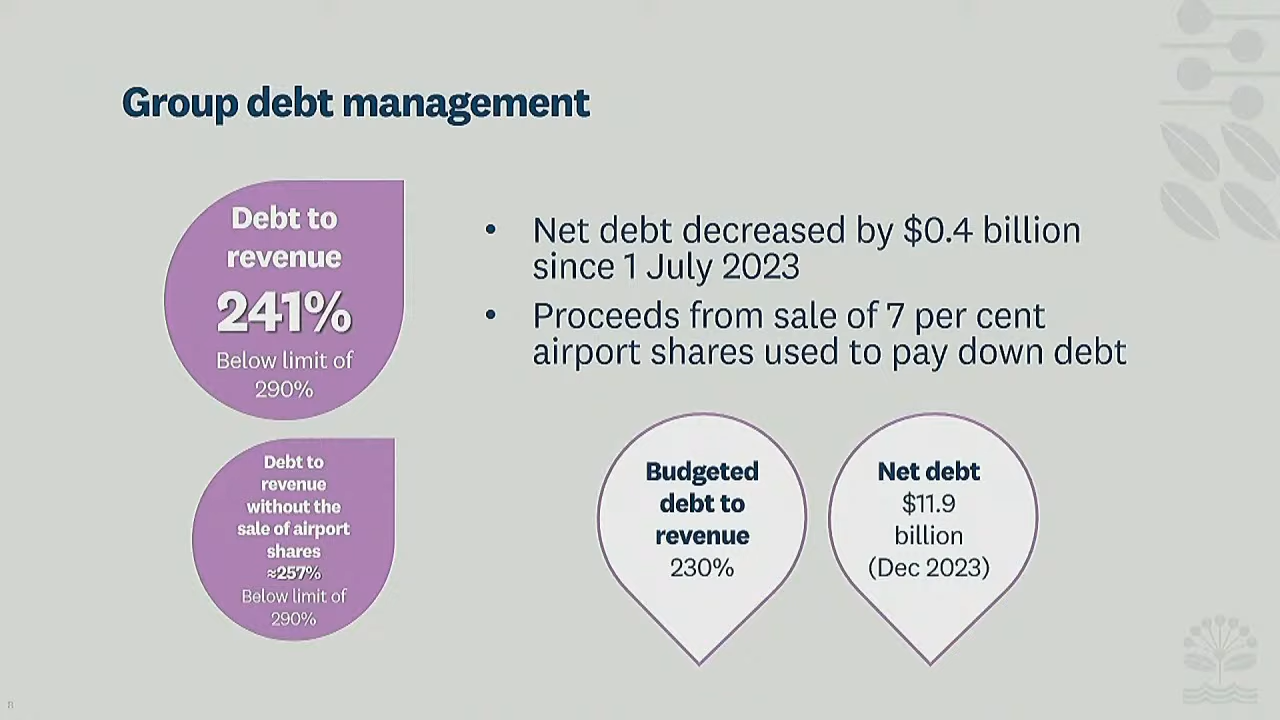 Group debt management
Debt to
revenue
241%
Below limit of
290%
• Net debt decreased by $0.4 billion
since 1 July 2023
• Proceeds from sale of 7 per cent
airport shares used to pay down debt
Debt to
revenue
without the
sale of airport
shares
≈257%
Below limit of
290%
Budgeted
debt to
revenue
230%
Net debt
$11.9
billion
(Dec 2023)
8